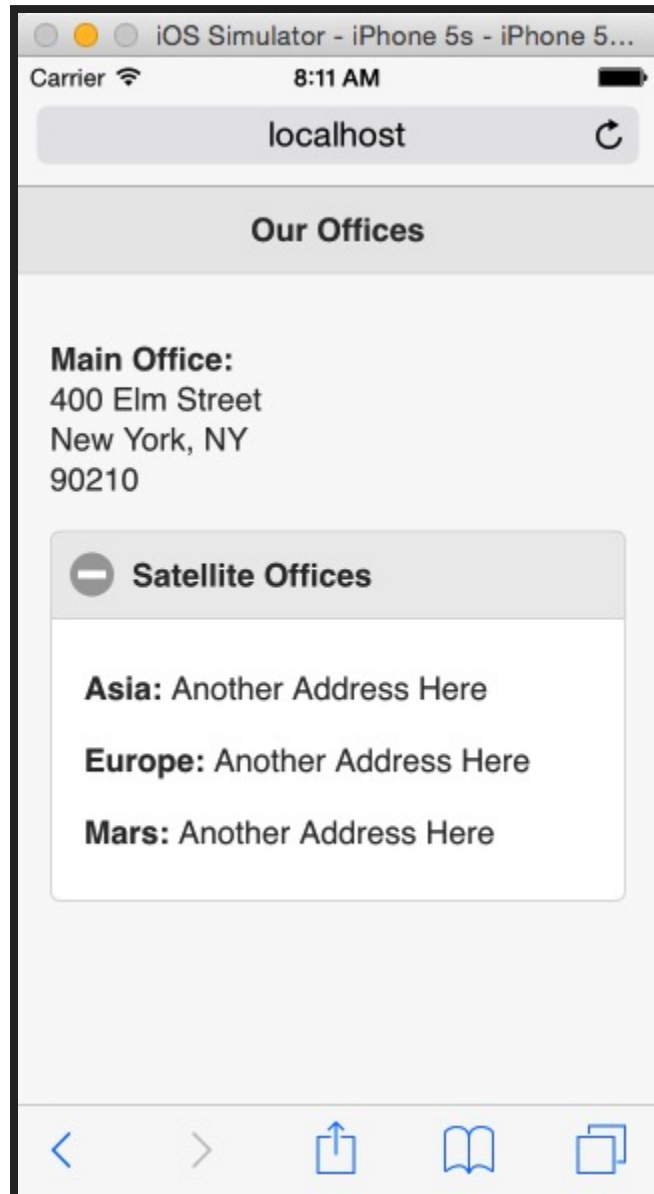 iOS Simulator - iPhone 5s - iPhone 5...
Carrier 8:11 AM
localhost
Our Offices
Main Office:
400 Elm Street
New York, NY
90210
Satellite Offices
Asia: Another Address Here
Europe: Another Address Here
Mars: Another Address Here